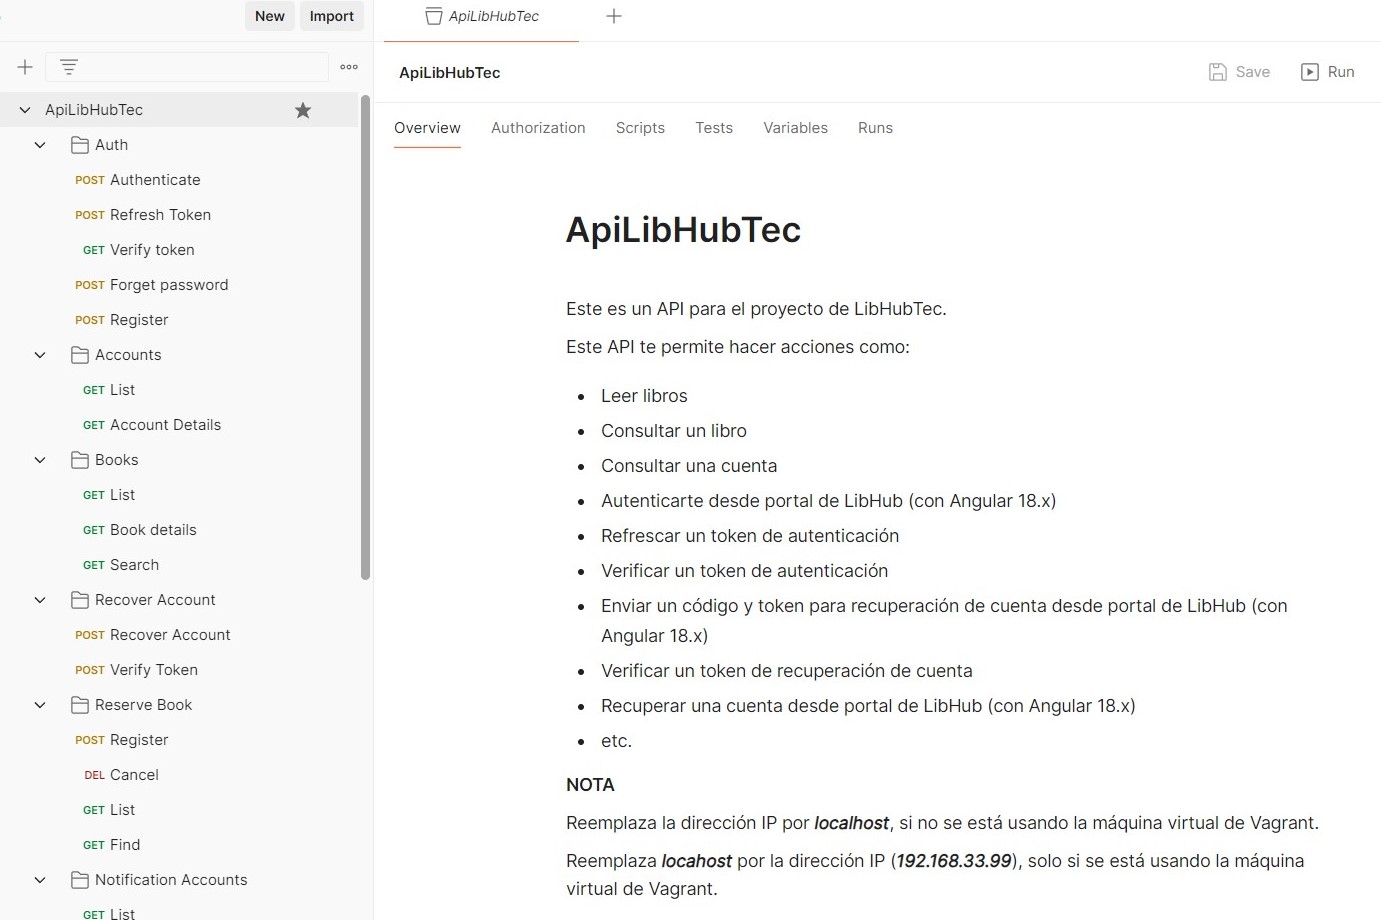 New Import
ApiLibHubTec
ApiLibHubTec
Save Run
ApiLibHubTec
Overview Authorization Scripts Tests Variables Runs
Auth
POST Authenticate
POST Refresh Token
GET Verify token
POST Forget password
POST Register
Accounts
GET List
GET Account Details
Books
GET List
GET Book details
GET Search
Recover Account
POST Recover Account
POST Verify Token
Reserve Book
POST Register
DEL Cancel
GET List
GET Find
Notification Accounts
GET List
ApiLibHubTec
Este es un API para el proyecto de LibHubTec.
Este API te permite hacer acciones como:
• Leer libros
• Consultar un libro
• Consultar una cuenta
• Autenticarte desde portal de LibHub (con Angular 18.x)
• Refrescar un token de autenticación
• Verificar un token de autenticación
• Enviar un código y token para recuperación de cuenta desde portal de LibHub (con
Angular 18.x)
• Verificar un token de recuperación de cuenta
• Recuperar una cuenta desde portal de LibHub (con Angular 18.x)
• etc.
NOTA
Reemplaza la dirección IP por localhost, si no se está usando la máquina virtual de Vagrant.
Reemplaza locahost por la dirección IP (192.168.33.99), solo si se está usando la máquina
virtual de Vagrant.